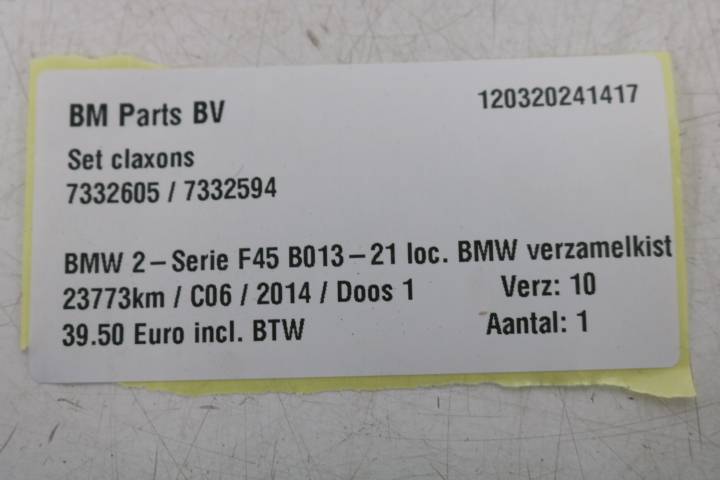 BM Parts BV 120320241417
Set claxons
7332605 / 7332594
BMW 2-Serie F45 B013-21 loc. BMW verzamelkist
23773km / C06 / 2014 / Doos 1 Verz: 10
39.50 Euro incl. BTW Aantal: 1